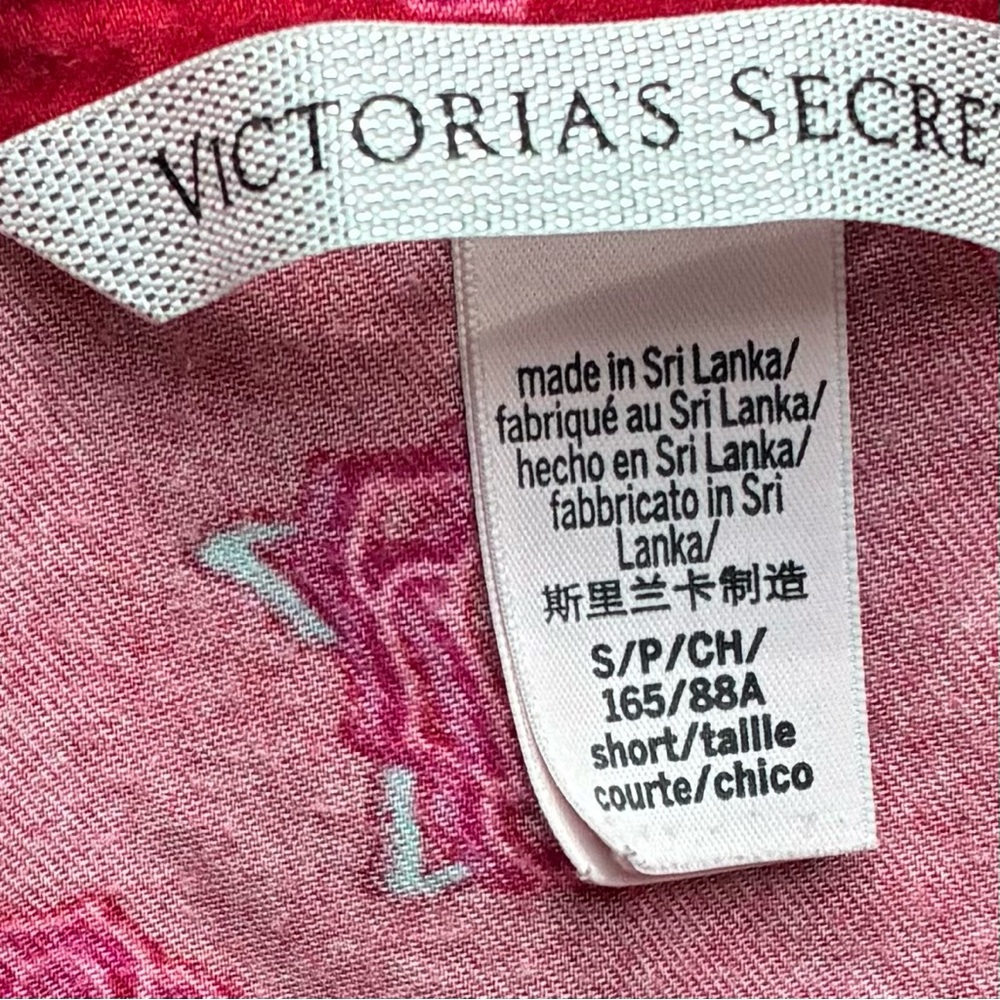 VICTORIA'S SECRE
made in Sri Lanka/
fabriqué au Sri Lanka/
hecho en Sri Lanka/
fabbricato in Sri
Lanka/
斯里兰卡制造
S/P/CH/
165/88A
short/taille
courte/chico